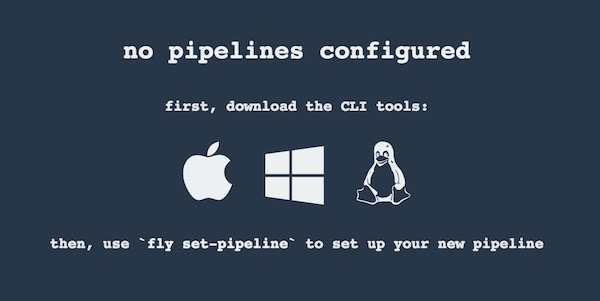 no pipelines configured
first, download the CLI tools:
then, use `fly set-pipeline` to set up your new pipeline